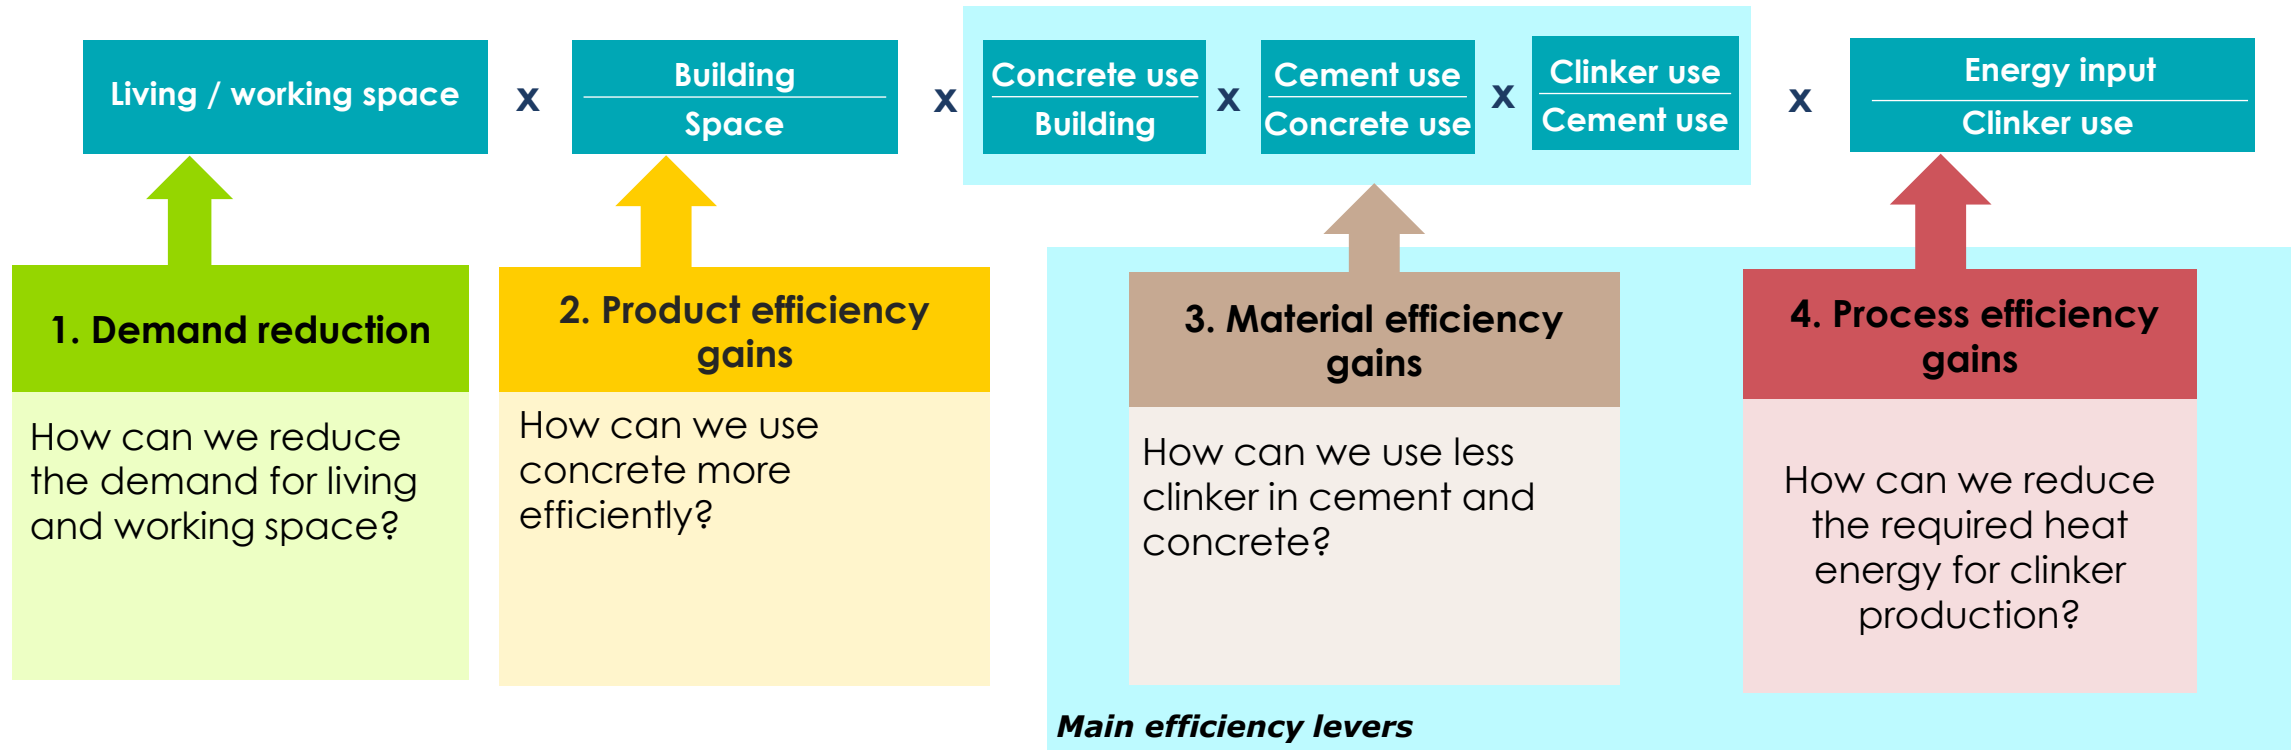 Living / working space
x
Building
Space
x
Concrete use
Building
x
Cement use
Concrete use
x
Clinker use
Cement use
x
Energy input
Clinker use
1. Demand reduction
How can we reduce
the demand for living
and working space?
2. Product efficiency
gains
How can we use
concrete more
efficiently?
3. Material efficiency
gains
How can we use less
clinker in cement and
concrete?
4. Process efficiency
gains
How can we reduce
the required heat
energy for clinker
production?
Main efficiency levers